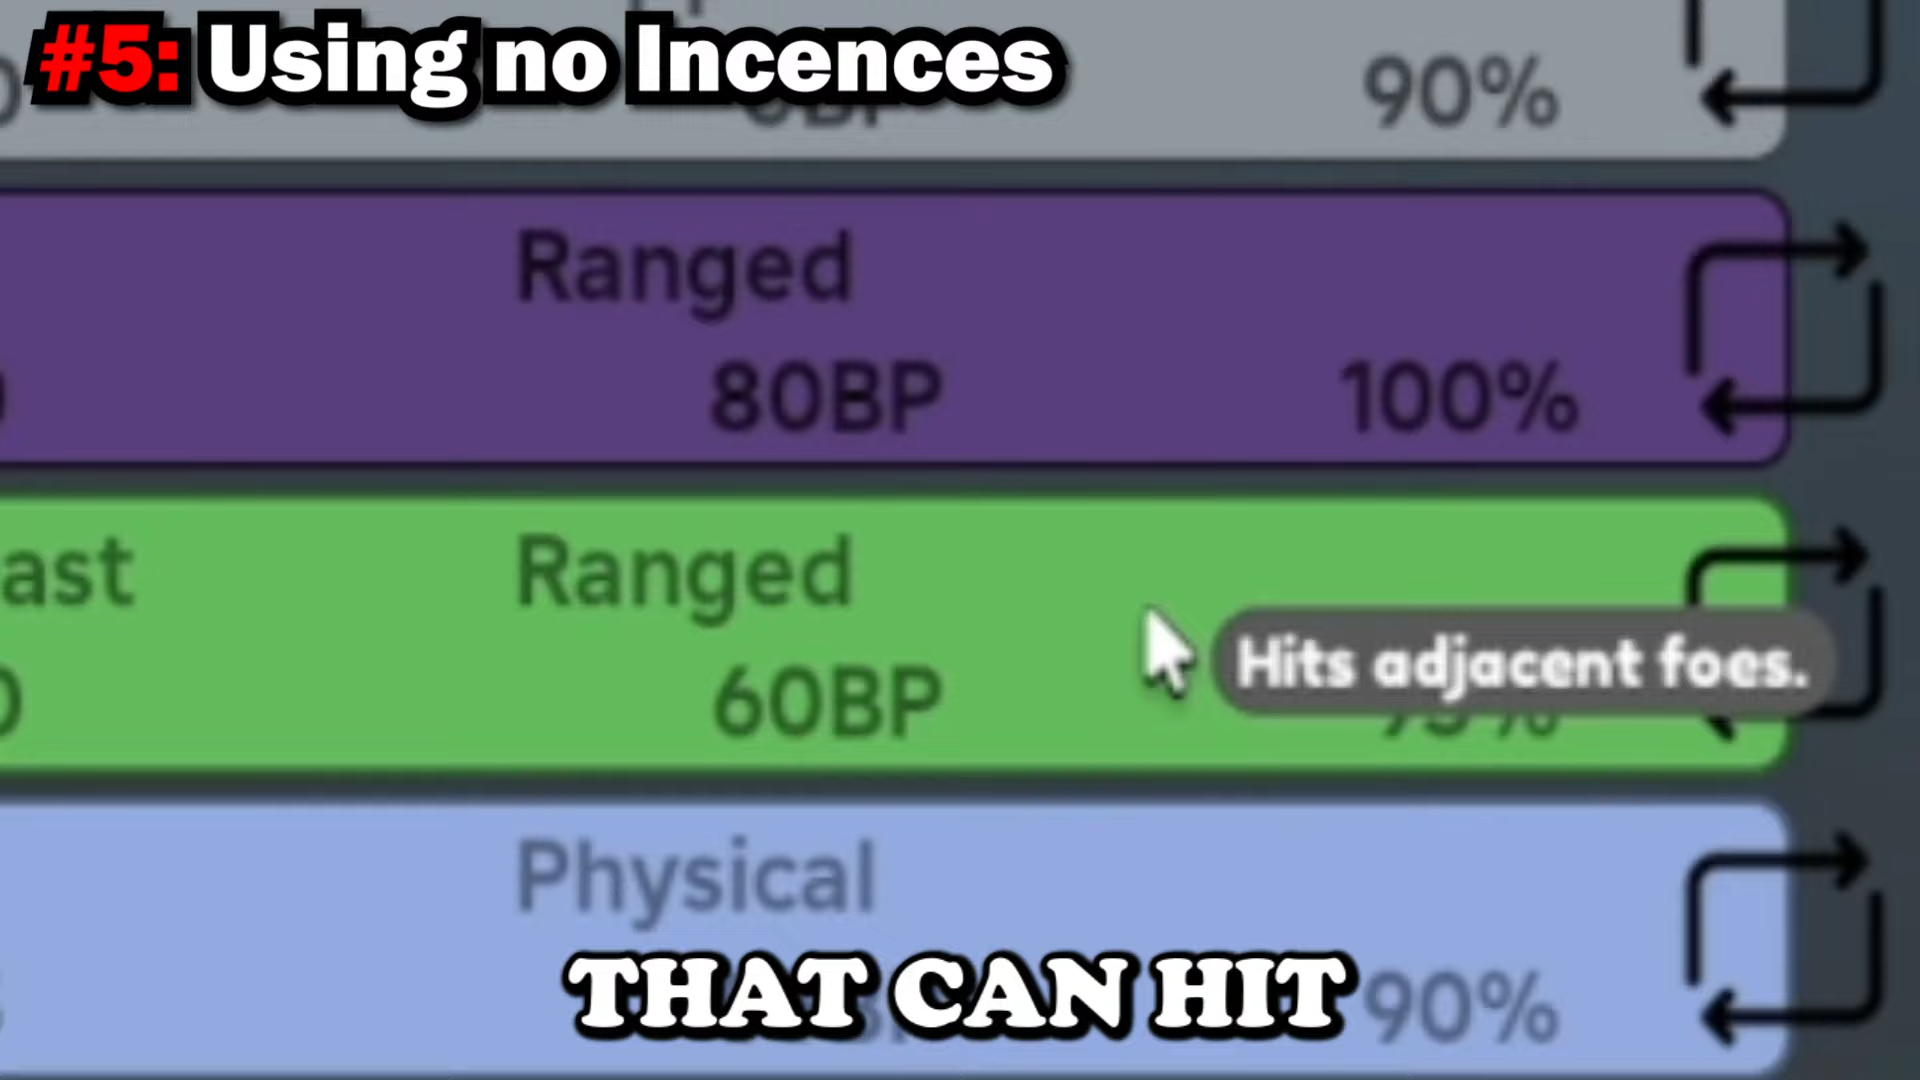 #5: Using no Incences
90%
Ranged
80BP 100%
ast Ranged
Hits adjacent foes.
60BP
Physical
THAT CAN HIT
90%